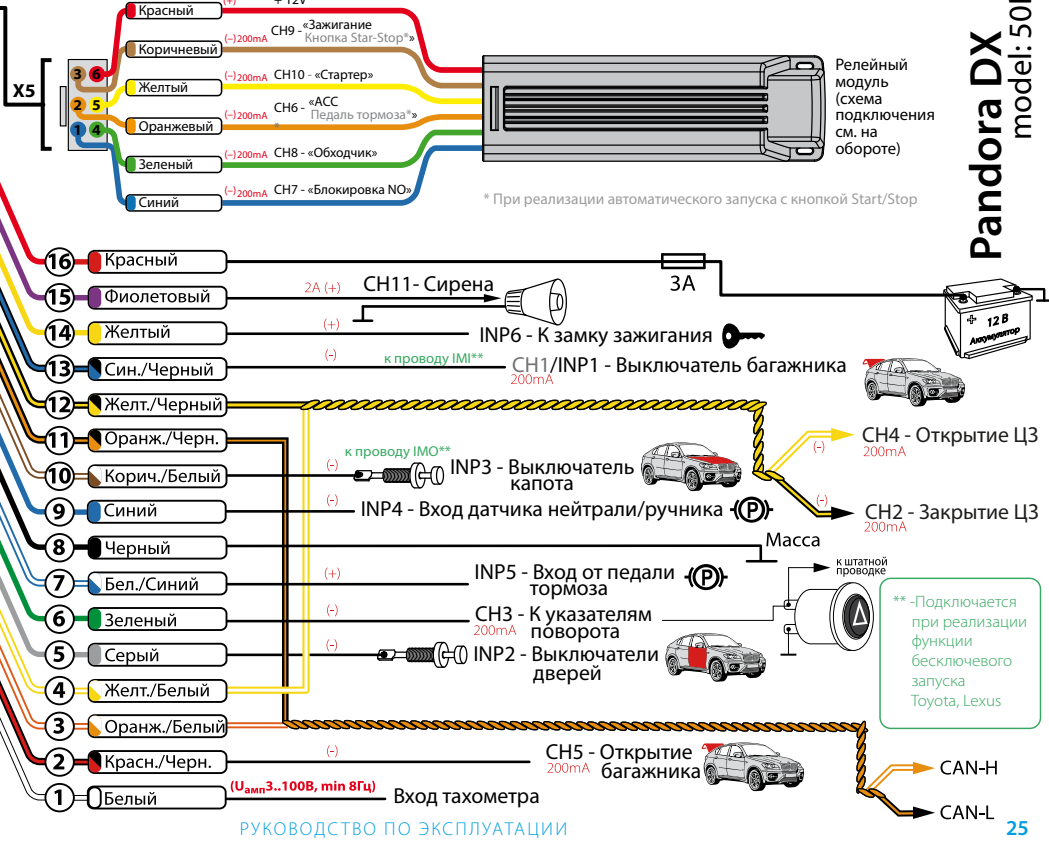 Красный
(+)
+ 12V
Коричневый
(–)200mA
CH9 - «Зажигание
Кнопка Star-Stop*»
Желтый
(–)200mA
CH10 - «Стартер»
Оранжевый
(–)200mA
*
CH6 - «ACC
Педаль тормоза*»
Зеленый
(–)200mA
CH8 - «Обходчик»
Синий
(–)200mA
CH7 - «Блокировка NO»
X5
3 6
2 5
1 4
Релейный
модуль
(схема
подключения
см. на
обороте)
* При реализации автоматического запуска с кнопкой Start/Stop
Pandora DX
16 Красный
3А
12 В
Аккумулятор
15 Фиолетовый
2A (+)
CH11- Сирена
14 Желтый
(+)
INP6 - К замку зажигания
13 Син./Черный
(-)
к проводу IMI**
CH1/INP1 - Выключатель багажника
200mA
12 Желт./Черный
11 Оранж./Черн.
(-)
CH4 - Открытие ЦЗ
200mA
10 Корич./Белый
(-)
к проводу IMO**
INP3 - Выключатель
капота
9 Синий
(-)
INP4 - Вход датчика нейтрали/ручника
(P)
(-)
CH2 - Закрытие ЦЗ
200mA
8 Черный
Масса
7 Бел./Синий
(+)
INP5 - Вход от педали
тормоза
(P)
к штатной
проводке
6 Зеленый
(-)
CH3 - К указателям
200mA поворота
5 Серый
(-)
INP2 - Выключатели
дверей
** -Подключается
при реализации
функции
бесключевого
запуска
Toyota, Lexus
4 Желт./Белый
3 Оранж./Белый
2 Красн./Черн.
(-)
CH5 - Открытие
200mA багажника
CAN-H
1 Белый
(Uамп3..100В, min 8Гц)
Вход тахометра
CAN-L
РУКОВОДСТВО ПО ЭКСПЛУАТАЦИИ
25